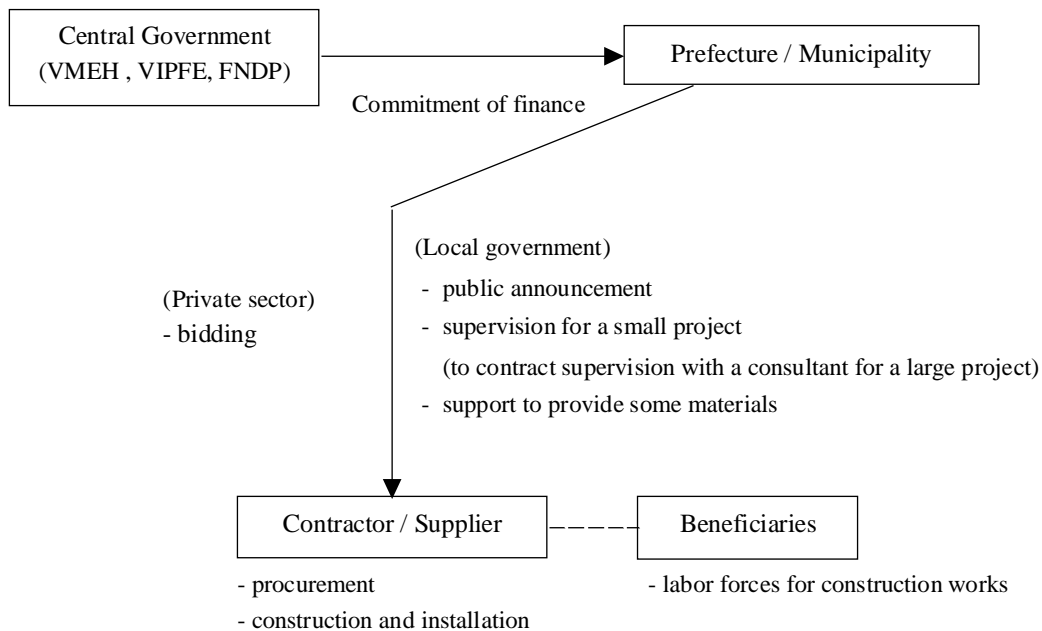 Central Government
(VMEH , VIPFE, FNDP)
Prefecture / Municipality
Commitment of finance
(Local government)
- public announcement
- supervision for a small project
(to contract supervision with a consultant for a large project)
- support to provide some materials
(Private sector)
- bidding
Contractor / Supplier
Beneficiaries
- procurement
- construction and installation
- labor forces for construction works